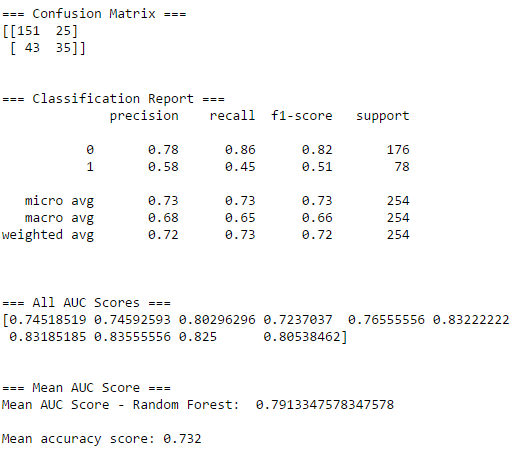 === Confusion Matrix ===
[[151  25]
 [ 43  35]]
=== Classification Report ===
              precision    recall  f1-score   support
           0       0.78      0.86      0.82       176
           1       0.58      0.45      0.51        78
   micro avg       0.73      0.73      0.73       254
   macro avg       0.68      0.65      0.66       254
weighted avg       0.72      0.73      0.72       254
=== All AUC Scores ===
[0.74518519 0.74592593 0.80296296 0.7237037  0.76555556 0.83222222
 0.83185185 0.83555556 0.825      0.80538462]
=== Mean AUC Score ===
Mean AUC Score - Random Forest:  0.7913347578347578
Mean accuracy score: 0.732